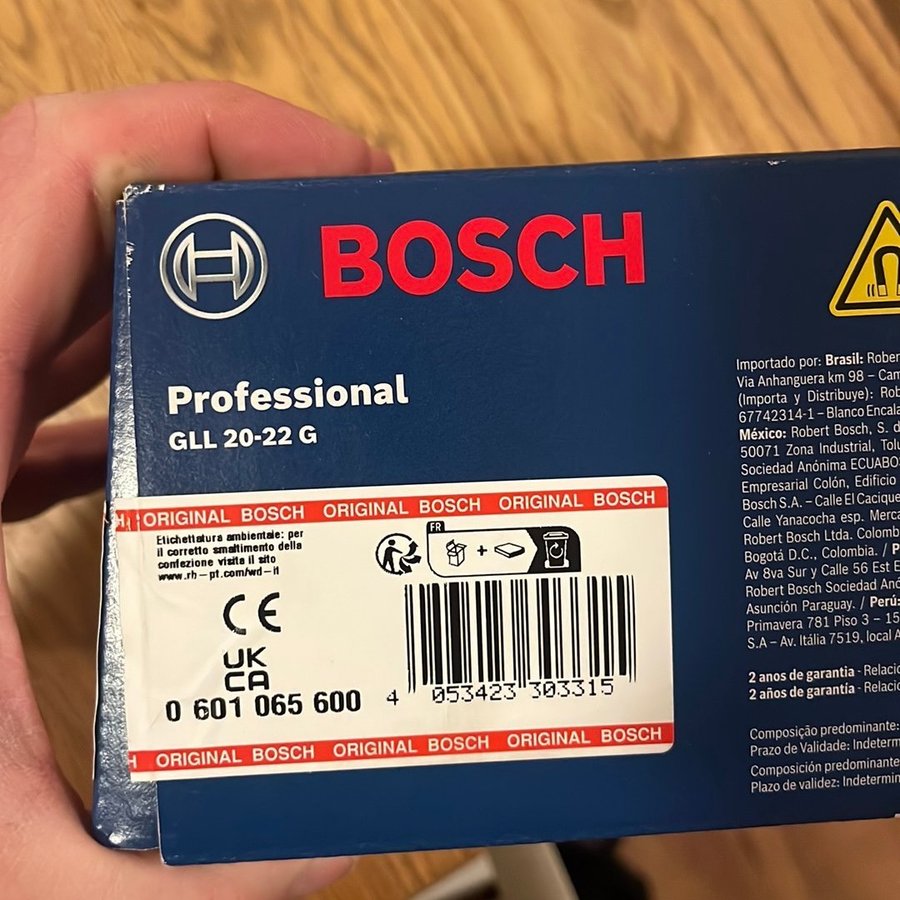 BOSCH
Professional
GLL 20-22 G
ORIGINAL BOSCH ORIGINAL BOSCH ORIGINAL BOSCH
Etichettatura ambientale: per
il corretto smaltimento della
confezione visita il sito
www.rb-pt.com/wd-it
FR
CE
UK
CA
0 601 065 600
4 053423 303315
ORIGINAL BOSCH ORIGINAL BOSCH ORIGINAL BOSCH
Importado por: Brasil:
Via Anhanguera km 98 –
(Importa y Distribuye):
67742314-1 – Blanco
México: Robert Bosch, S.
50071 Zona Industrial,
Sociedad Anónima
Empresarial Colón, Edificio
Bosch S.A. – Calle El
Calle Yanacocha esp.
Robert Bosch Ltda.
Bogotá D.C., Colombia. /
Av 8va Sur y Calle 56 Est
Robert Bosch Sociedad
Asunción Paraguay. / Perú:
Primavera 781 Piso 3 –
S.A – Av. Itália 7519, local
2 anos de garantia -
2 años de garantía -
Composição predominante:
Prazo de Validade:
Composición predominante
Plazo de validez: